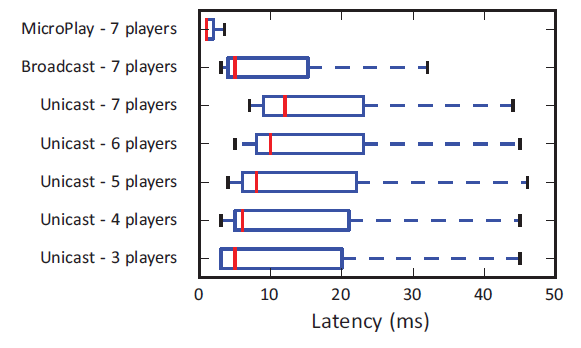 MicroPlay - 7 players
Broadcast - 7 players
Unicast - 7 players
Unicast - 6 players
Unicast - 5 players
Unicast - 4 players
Unicast - 3 players
0 10 20 30 40 50
Latency (ms)